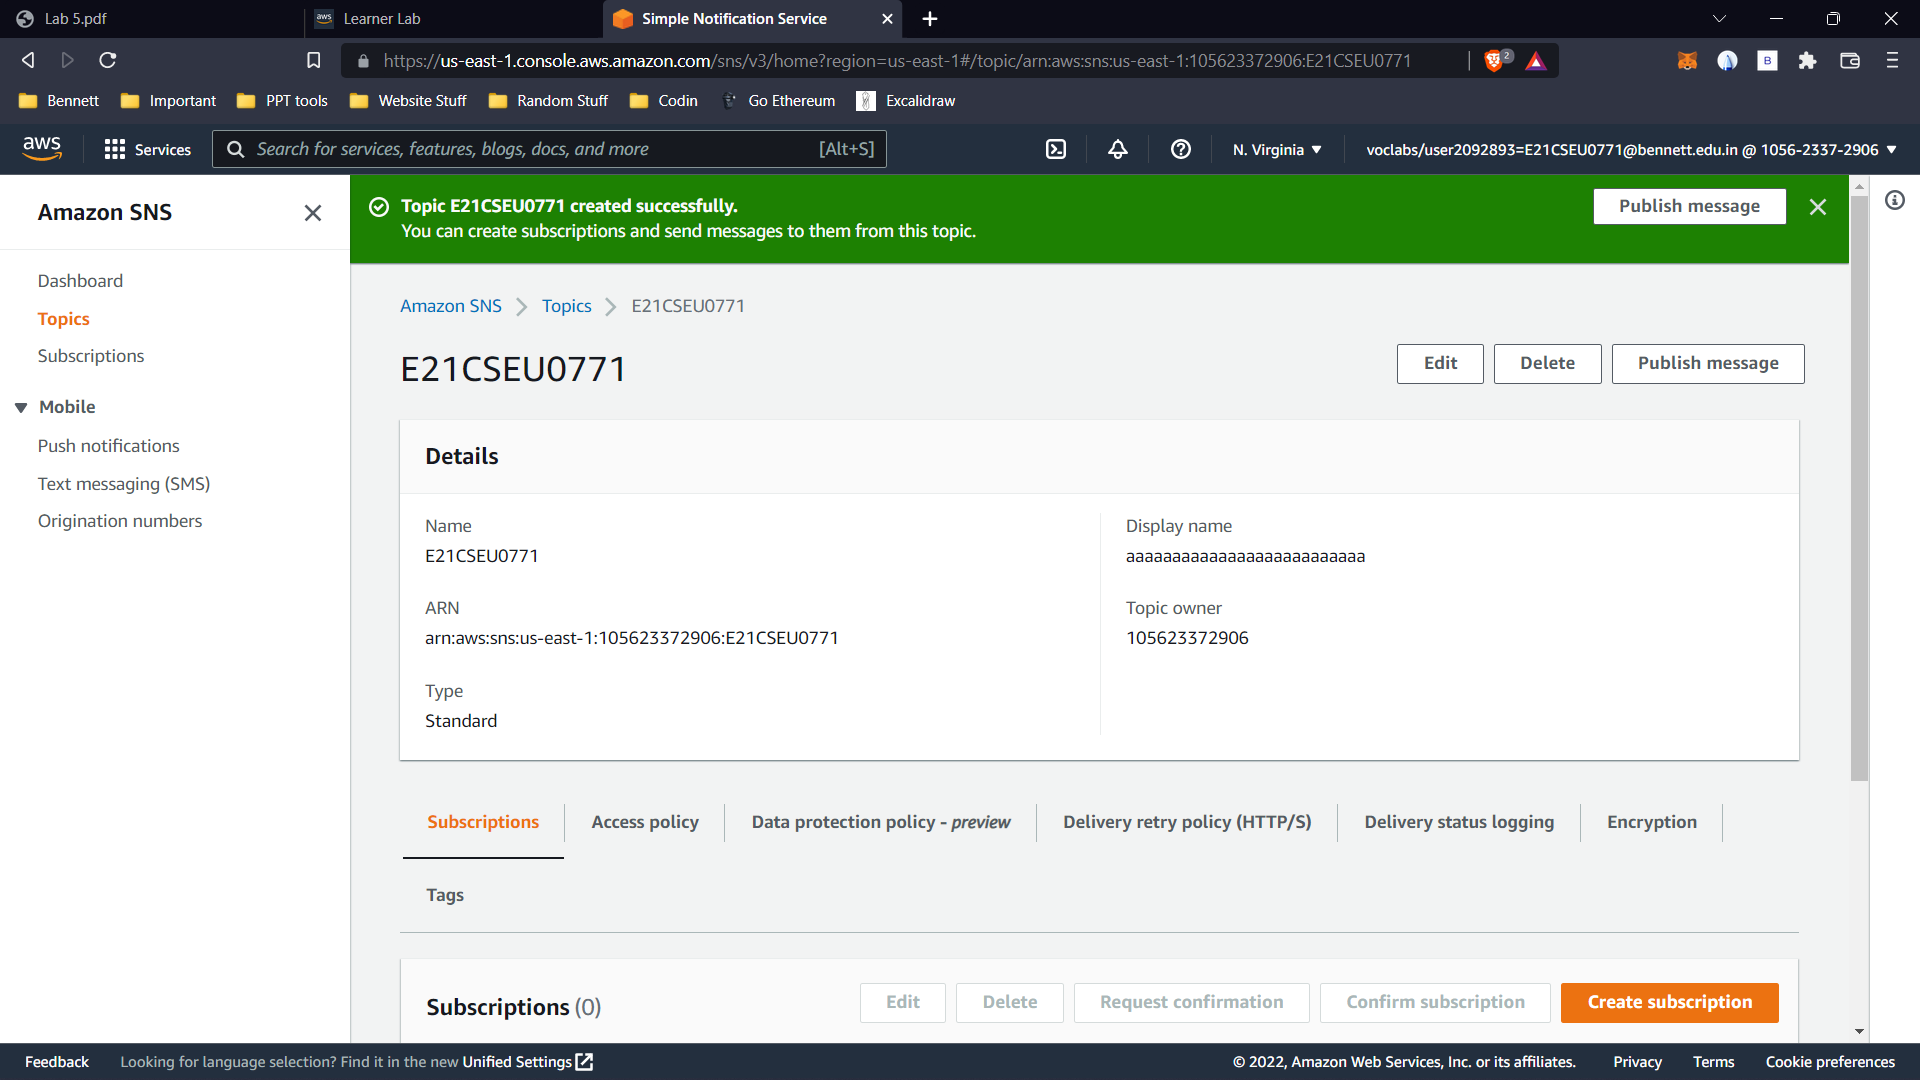 Lab 5.pdf
aws Learner Lab
Simple Notification Service
https://us-east-1.console.aws.amazon.com/sns/v3/home?region=us-east-1#/topic/arn:aws:sns:us-east-1:105623372906:E21CSEU0771
2
B
Bennett Important PPT tools Website Stuff Random Stuff Codin Go Ethereum Excalidraw
aws Services Search for services, features, blogs, docs, and more [Alt+S] N. Virginia voclabs/user2092893=E21CSEU0771@bennett.edu.in @ 1056-2337-2906
Amazon SNS
Dashboard
Topics
Subscriptions
Mobile
Push notifications
Text messaging (SMS)
Origination numbers
Topic E21CSEU0771 created successfully.
You can create subscriptions and send messages to them from this topic.
Publish message
Amazon SNS Topics E21CSEU0771
E21CSEU0771
Edit Delete Publish message
Details
Name
E21CSEU0771
ARN
arn:aws:sns:us-east-1:105623372906:E21CSEU0771
Type
Standard
Display name
aaaaaaaaaaaaaaaaaaaaaaaaaa
Topic owner
105623372906
Subscriptions Access policy Data protection policy - preview Delivery retry policy (HTTP/S) Delivery status logging Encryption
Tags
Subscriptions (0)
Edit Delete Request confirmation Confirm subscription Create subscription
Feedback Looking for language selection? Find it in the new Unified Settings © 2022, Amazon Web Services, Inc. or its affiliates. Privacy Terms Cookie preferences